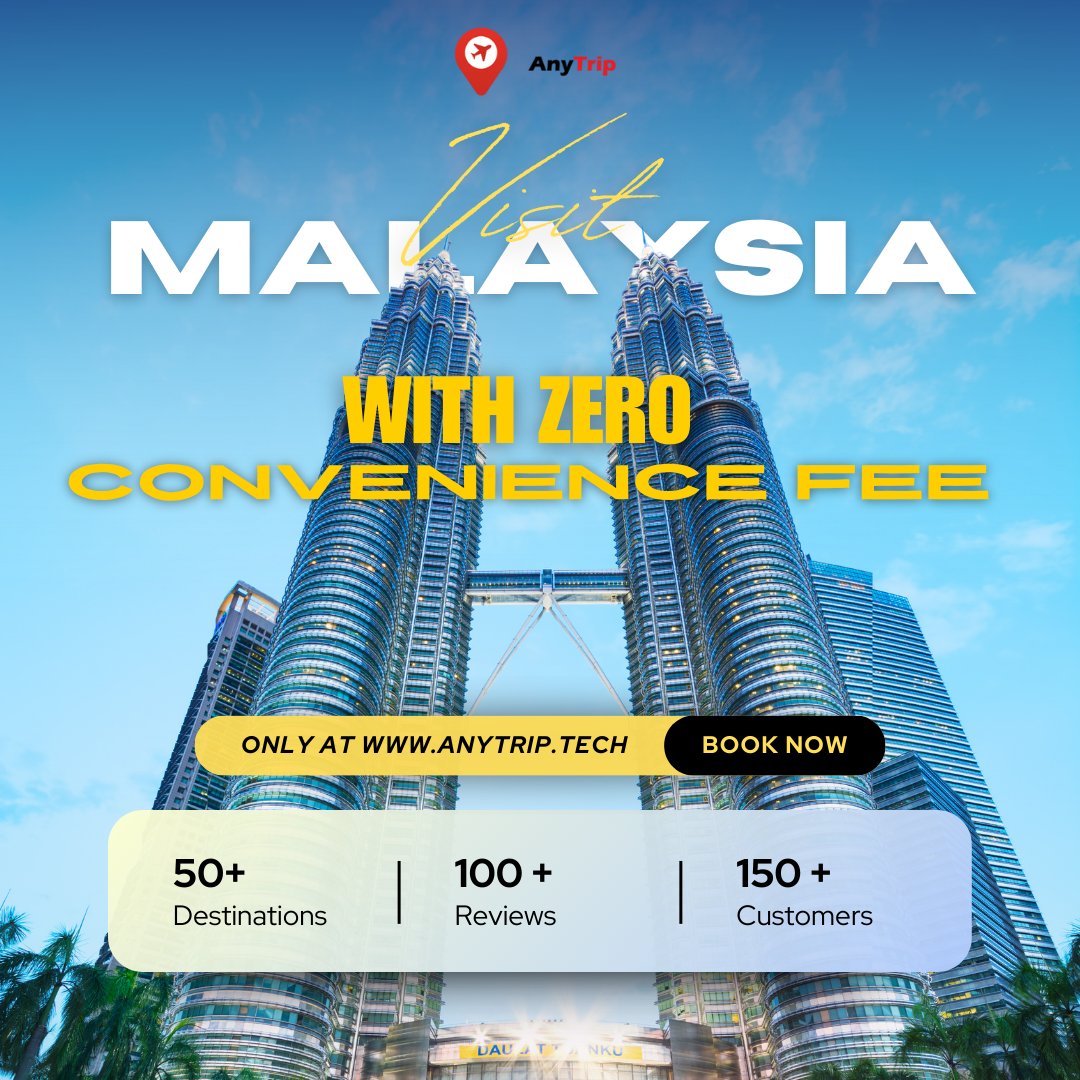 AnyTrip
Visit
MALAYSIA
WITH ZERO
CONVENIENCE FEE
ONLY AT WWW.ANYTRIP.TECH BOOK NOW
50+ 100 + 150 +
Destinations Reviews Customers